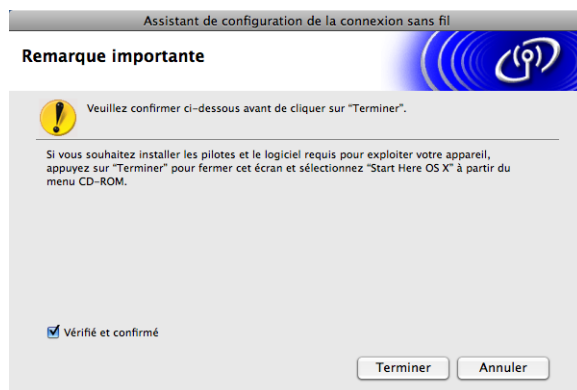 Assistant de configuration de la connexion sans fil
Remarque importante
Veuillez confirmer ci-dessous avant de cliquer sur "Terminer".
Si vous souhaitez installer les pilotes et le logiciel requis pour exploiter votre appareil,
appuyez sur "Terminer" pour fermer cet écran et sélectionnez "Start Here OS X" à partir du
menu CD-ROM.
Vérifié et confirmé
Terminer
Annuler